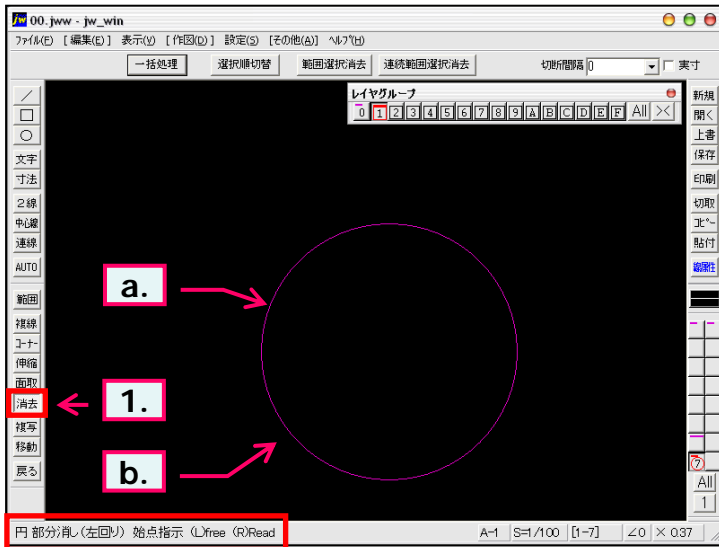 00.jww - jw_win
ﾌｧｲﾙ(F) [編集(E)] 表示(V) [作図(D)] 設定(S) [その他(A)] ﾍﾙﾌﾟ(H)
一括処理 選択順切替 範囲選択消去 連続範囲選択消去 切断間隔 0 実寸
レイヤグループ
0 1 2 3 4 5 6 7 8 9 A B C D E F All ><
／
□
○
文字
寸法
２線
中心線
連線
AUTO
範囲
複線
ｺｰﾅｰ
伸縮
面取
消去
複写
移動
戻る
a.
1.
b.
新規
開く
上書
保存
印刷
切取
ｺﾋﾟｰ
貼付
線属性
7
All
1
円 部分消し(左回り) 始点指示 (L)free (R)Read
A-1 S=1/100 [1-7] ∠0 × 0.37